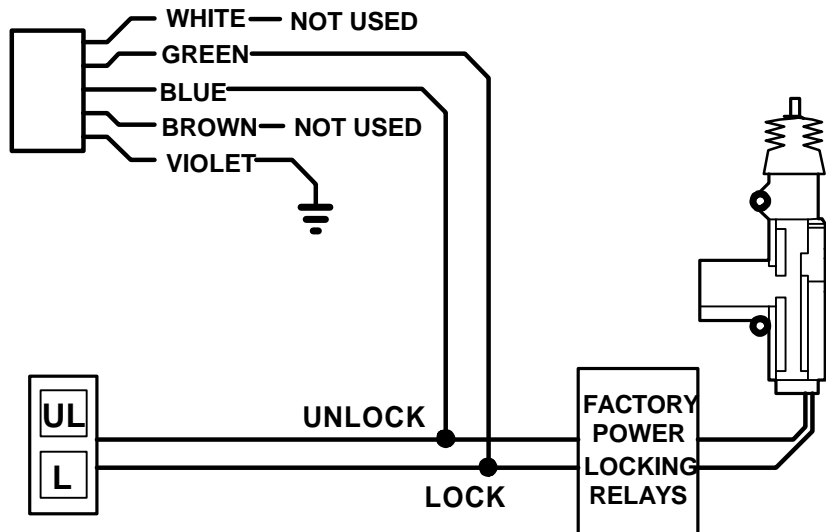 WHITE NOT USED
GREEN
BLUE
BROWN NOT USED
VIOLET
UL
L
UNLOCK
LOCK
FACTORY
POWER
LOCKING
RELAYS